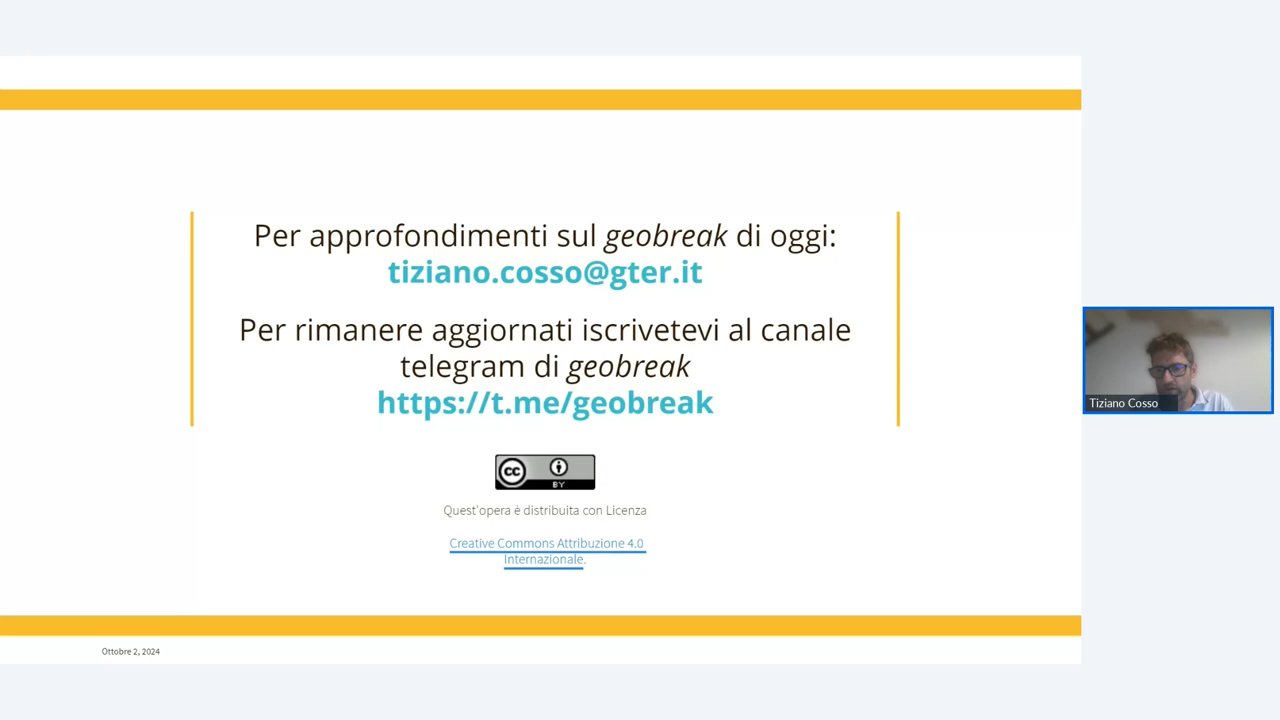 Per approfondimenti sul geobreak di oggi:
tiziano.cosso@gter.it
Per rimanere aggiornati iscrivetevi al canale
telegram di geobreak
https://t.me/geobreak
cc
BY
Quest'opera è distribuita con Licenza
Creative Commons Attribuzione 4.0
Internazionale.
Ottobre 2, 2024
Tiziano Cosso